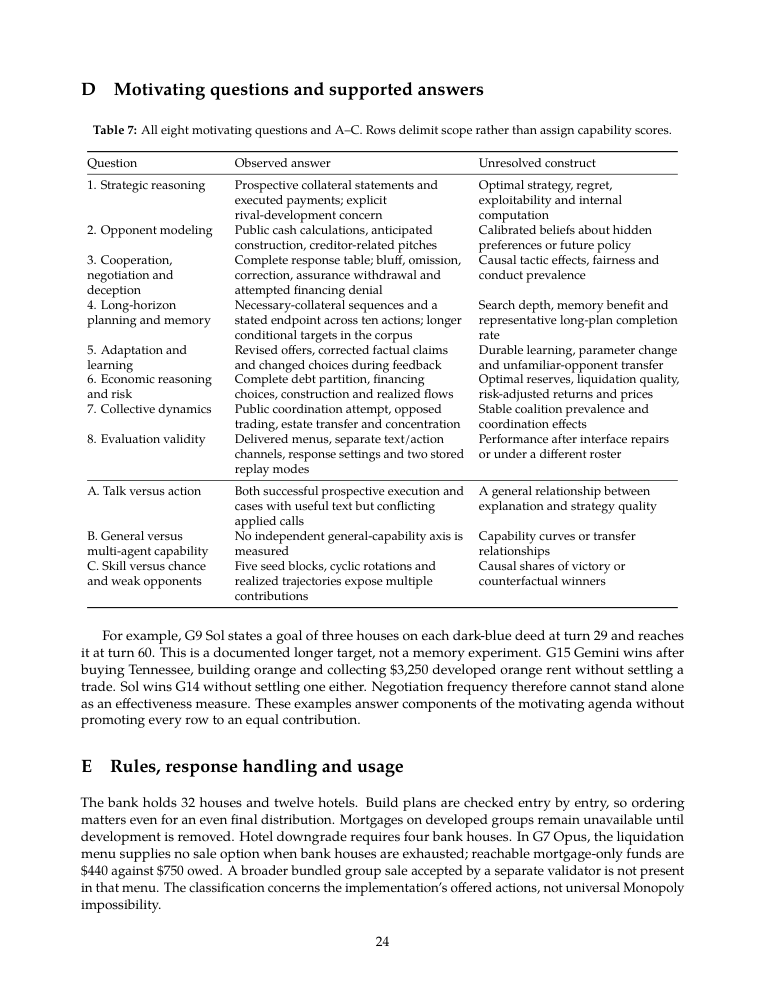 D Motivating questions and supported answers
Table 7: All eight motivating questions and A–C. Rows delimit scope rather than assign capability scores.
Question Observed answer Unresolved construct
1. Strategic reasoning Prospective collateral statements and Optimal strategy, regret,
executed payments; explicit exploitability and internal
rival-development concern computation
2. Opponent modeling Public cash calculations, anticipated Calibrated beliefs about hidden
construction, creditor-related pitches preferences or future policy
3. Cooperation, Complete response table; bluff, omission, Causal tactic effects, fairness and
negotiation and correction, assurance withdrawal and conduct prevalence
deception attempted financing denial
4. Long-horizon Necessary-collateral sequences and a Search depth, memory benefit and
planning and memory stated endpoint across ten actions; longer representative long-plan completion
conditional targets in the corpus rate
5. Adaptation and Revised offers, corrected factual claims Durable learning, parameter change
learning and changed choices during feedback and unfamiliar-opponent transfer
6. Economic reasoning Complete debt partition, financing Optimal reserves, liquidation quality,
and risk choices, construction and realized flows risk-adjusted returns and prices
7. Collective dynamics Public coordination attempt, opposed Stable coalition prevalence and
trading, estate transfer and concentration coordination effects
8. Evaluation validity Delivered menus, separate text/action Performance after interface repairs
channels, response settings and two stored or under a different roster
replay modes
A. Talk versus action Both successful prospective execution and A general relationship between
cases with useful text but conflicting explanation and strategy quality
applied calls
B. General versus No independent general-capability axis is Capability curves or transfer
multi-agent capability measured relationships
C. Skill versus chance Five seed blocks, cyclic rotations and Causal shares of victory or
and weak opponents realized trajectories expose multiple counterfactual winners
contributions
For example, G9 Sol states a goal of three houses on each dark-blue deed at turn 29 and reaches
it at turn 60. This is a documented longer target, not a memory experiment. G15 Gemini wins after
buying Tennessee, building orange and collecting $3,250 developed orange rent without settling a
trade. Sol wins G14 without settling one either. Negotiation frequency therefore cannot stand alone
as an effectiveness measure. These examples answer components of the motivating agenda without
promoting every row to an equal contribution.
E Rules, response handling and usage
The bank holds 32 houses and twelve hotels. Build plans are checked entry by entry, so ordering
matters even for an even final distribution. Mortgages on developed groups remain unavailable until
development is removed. Hotel downgrade requires four bank houses. In G7 Opus, the liquidation
menu supplies no sale option when bank houses are exhausted; reachable mortgage-only funds are
$440 against $750 owed. A broader bundled group sale accepted by a separate validator is not present
in that menu. The classification concerns the implementation's offered actions, not universal Monopoly
impossibility.
24